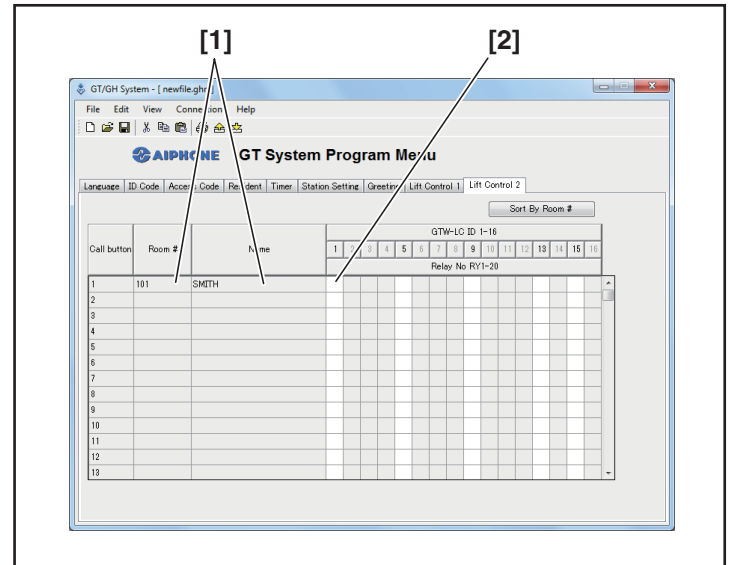 [1] [2]
GT/GH System - [ newfile.ghr ]
File Edit View Connection Help
AIPHONE GT System Program Menu
Language ID Code Access Code Resident Timer Station Setting Greeting Lift Control 1 Lift Control 2
Sort By Room #
GTW-LC ID 1-16
Call button Room # Name 1 2 3 4 5 6 7 8 9 10 11 12 13 14 15 16
Relay No RY1-20
1 101 SMITH
2
3
4
5
6
7
8
9
10
11
12
13